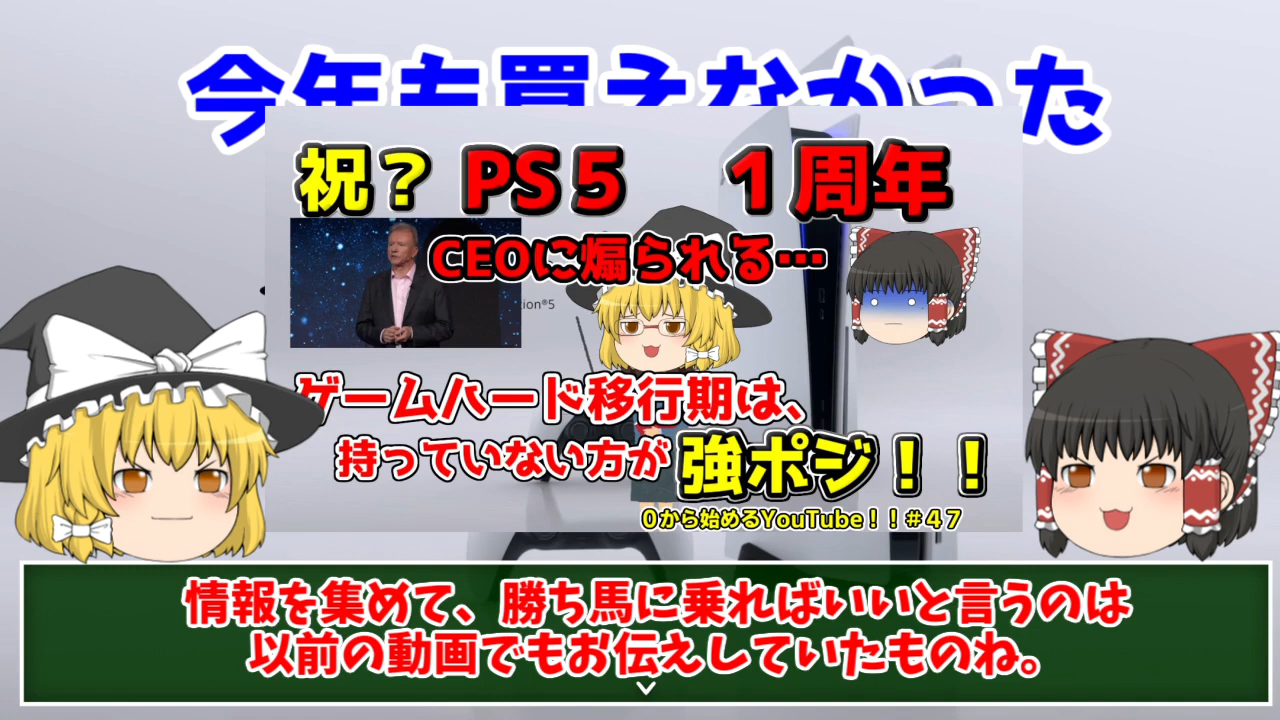 今年も買えなかった
祝？ PS５　１周年
CEOに煽られる…
tion®5
ゲームハード移行期は、
持っていない方が 強ポジ！！
０から始めるYouTube！！＃４７
情報を集めて、勝ち馬に乗ればいいと言うのは
以前の動画でもお伝えしていたものね。